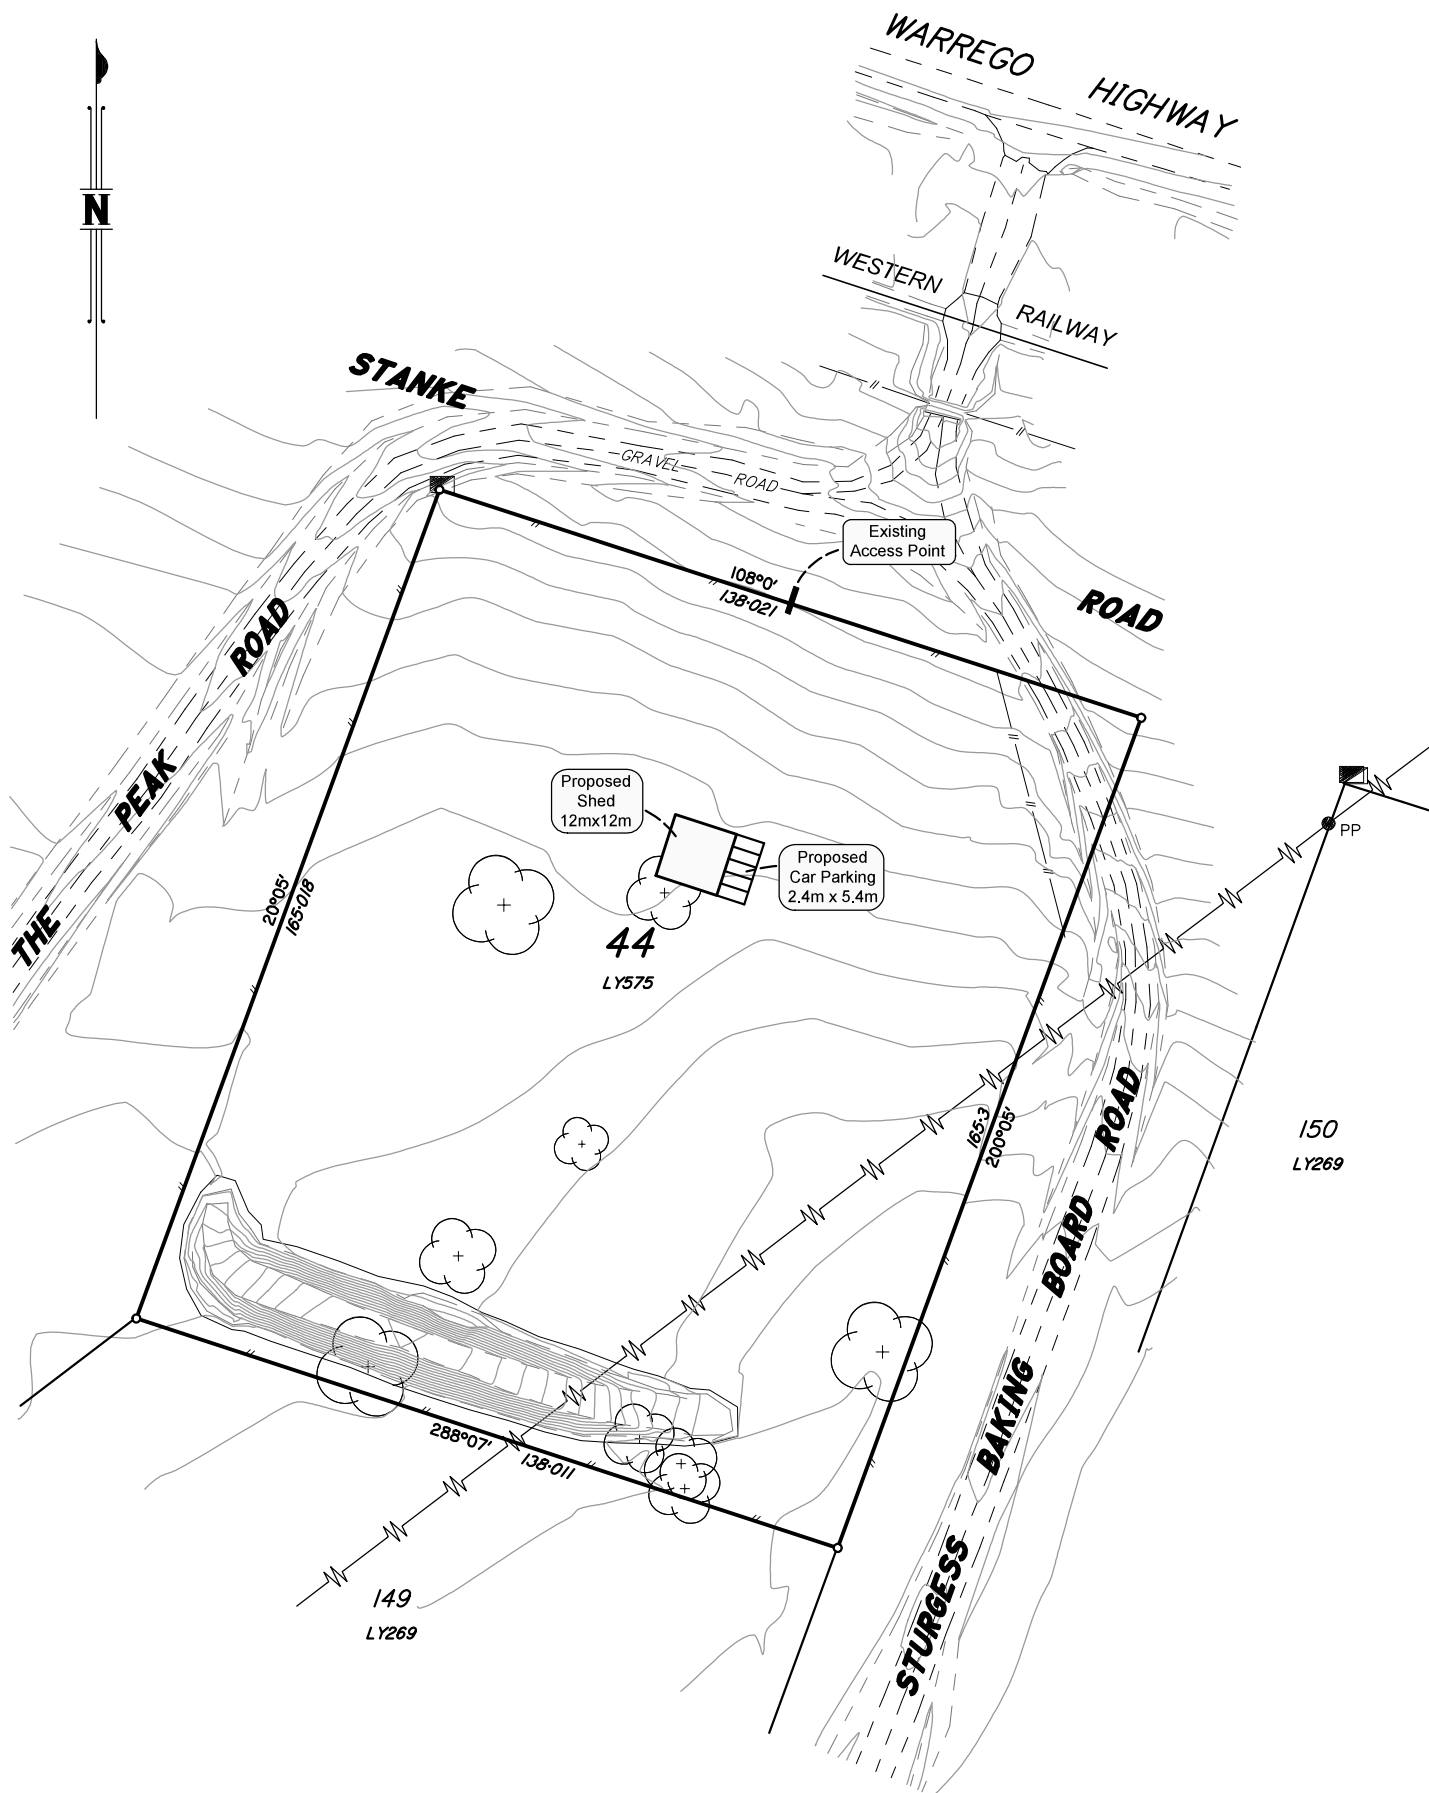 WARREGO
HIGHWAY
N
WESTERN
RAILWAY
STANKE
GRAVEL
ROAD
Existing
Access Point
108°0'
138·021
ROAD
ROAD
PEAK
THE
Proposed
Shed
12mx12m
PP
Proposed
Car Parking
2.4m x 5.4m
20°05'
165·018
44
LY575
165·3
200°05'
ROAD
BOARD
BAKING
STURGESS
150
LY269
288°07'
138·011
149
LY269